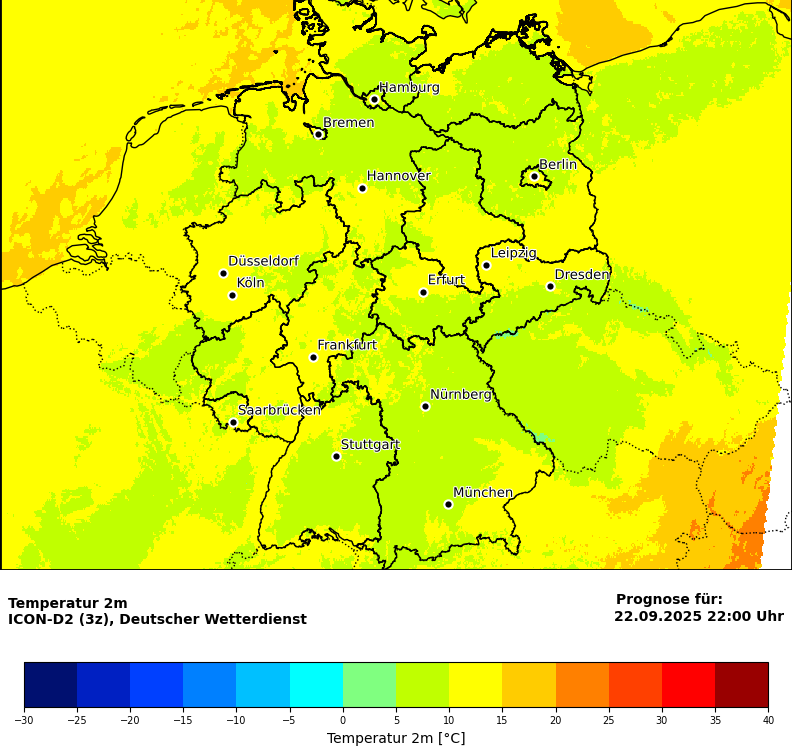 Hamburg
Bremen
Berlin
Hannover
Leipzig
Düsseldorf
Dresden
Köln
Erfurt
Frankfurt
Nürnberg
Saarbrücken
Stuttgart
München
Temperatur 2m
ICON-D2 (3z), Deutscher Wetterdienst
Prognose für:
22.09.2025 22:00 Uhr
−30 −25 −20 −15 −10 −5 0 5 10 15 20 25 30 35 40
Temperatur 2m [°C]